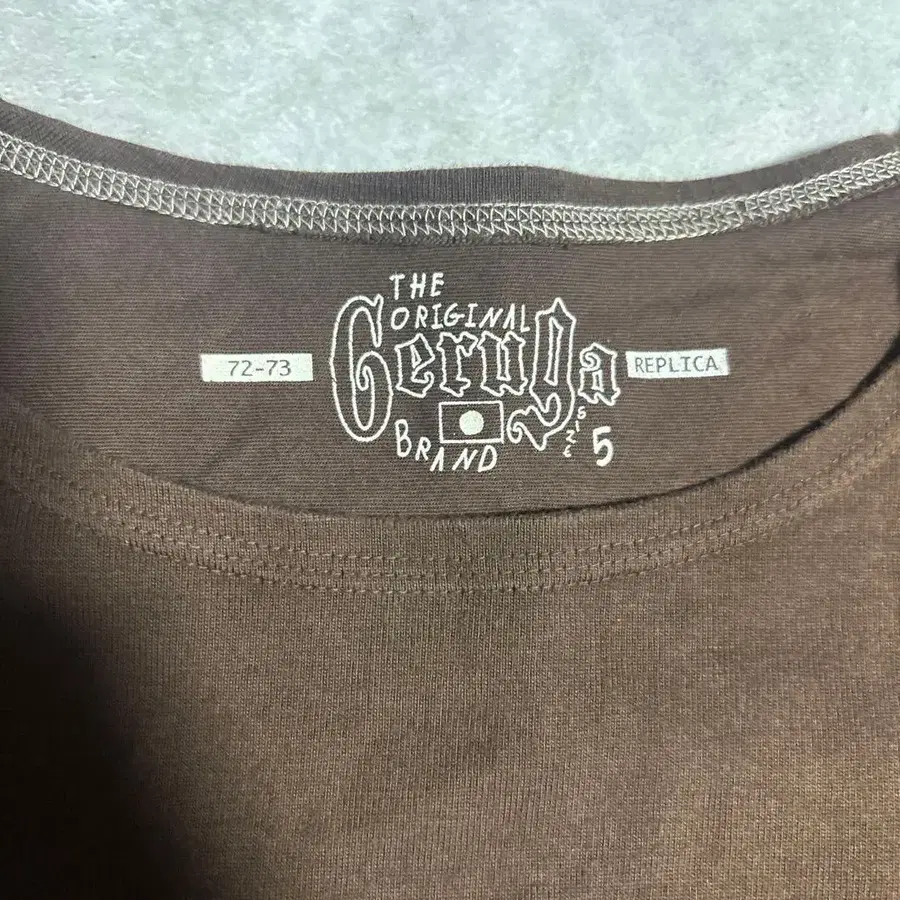 THE
ORIGINAL
72-73 Geruga REPLICA
BRAND
SIZE 5